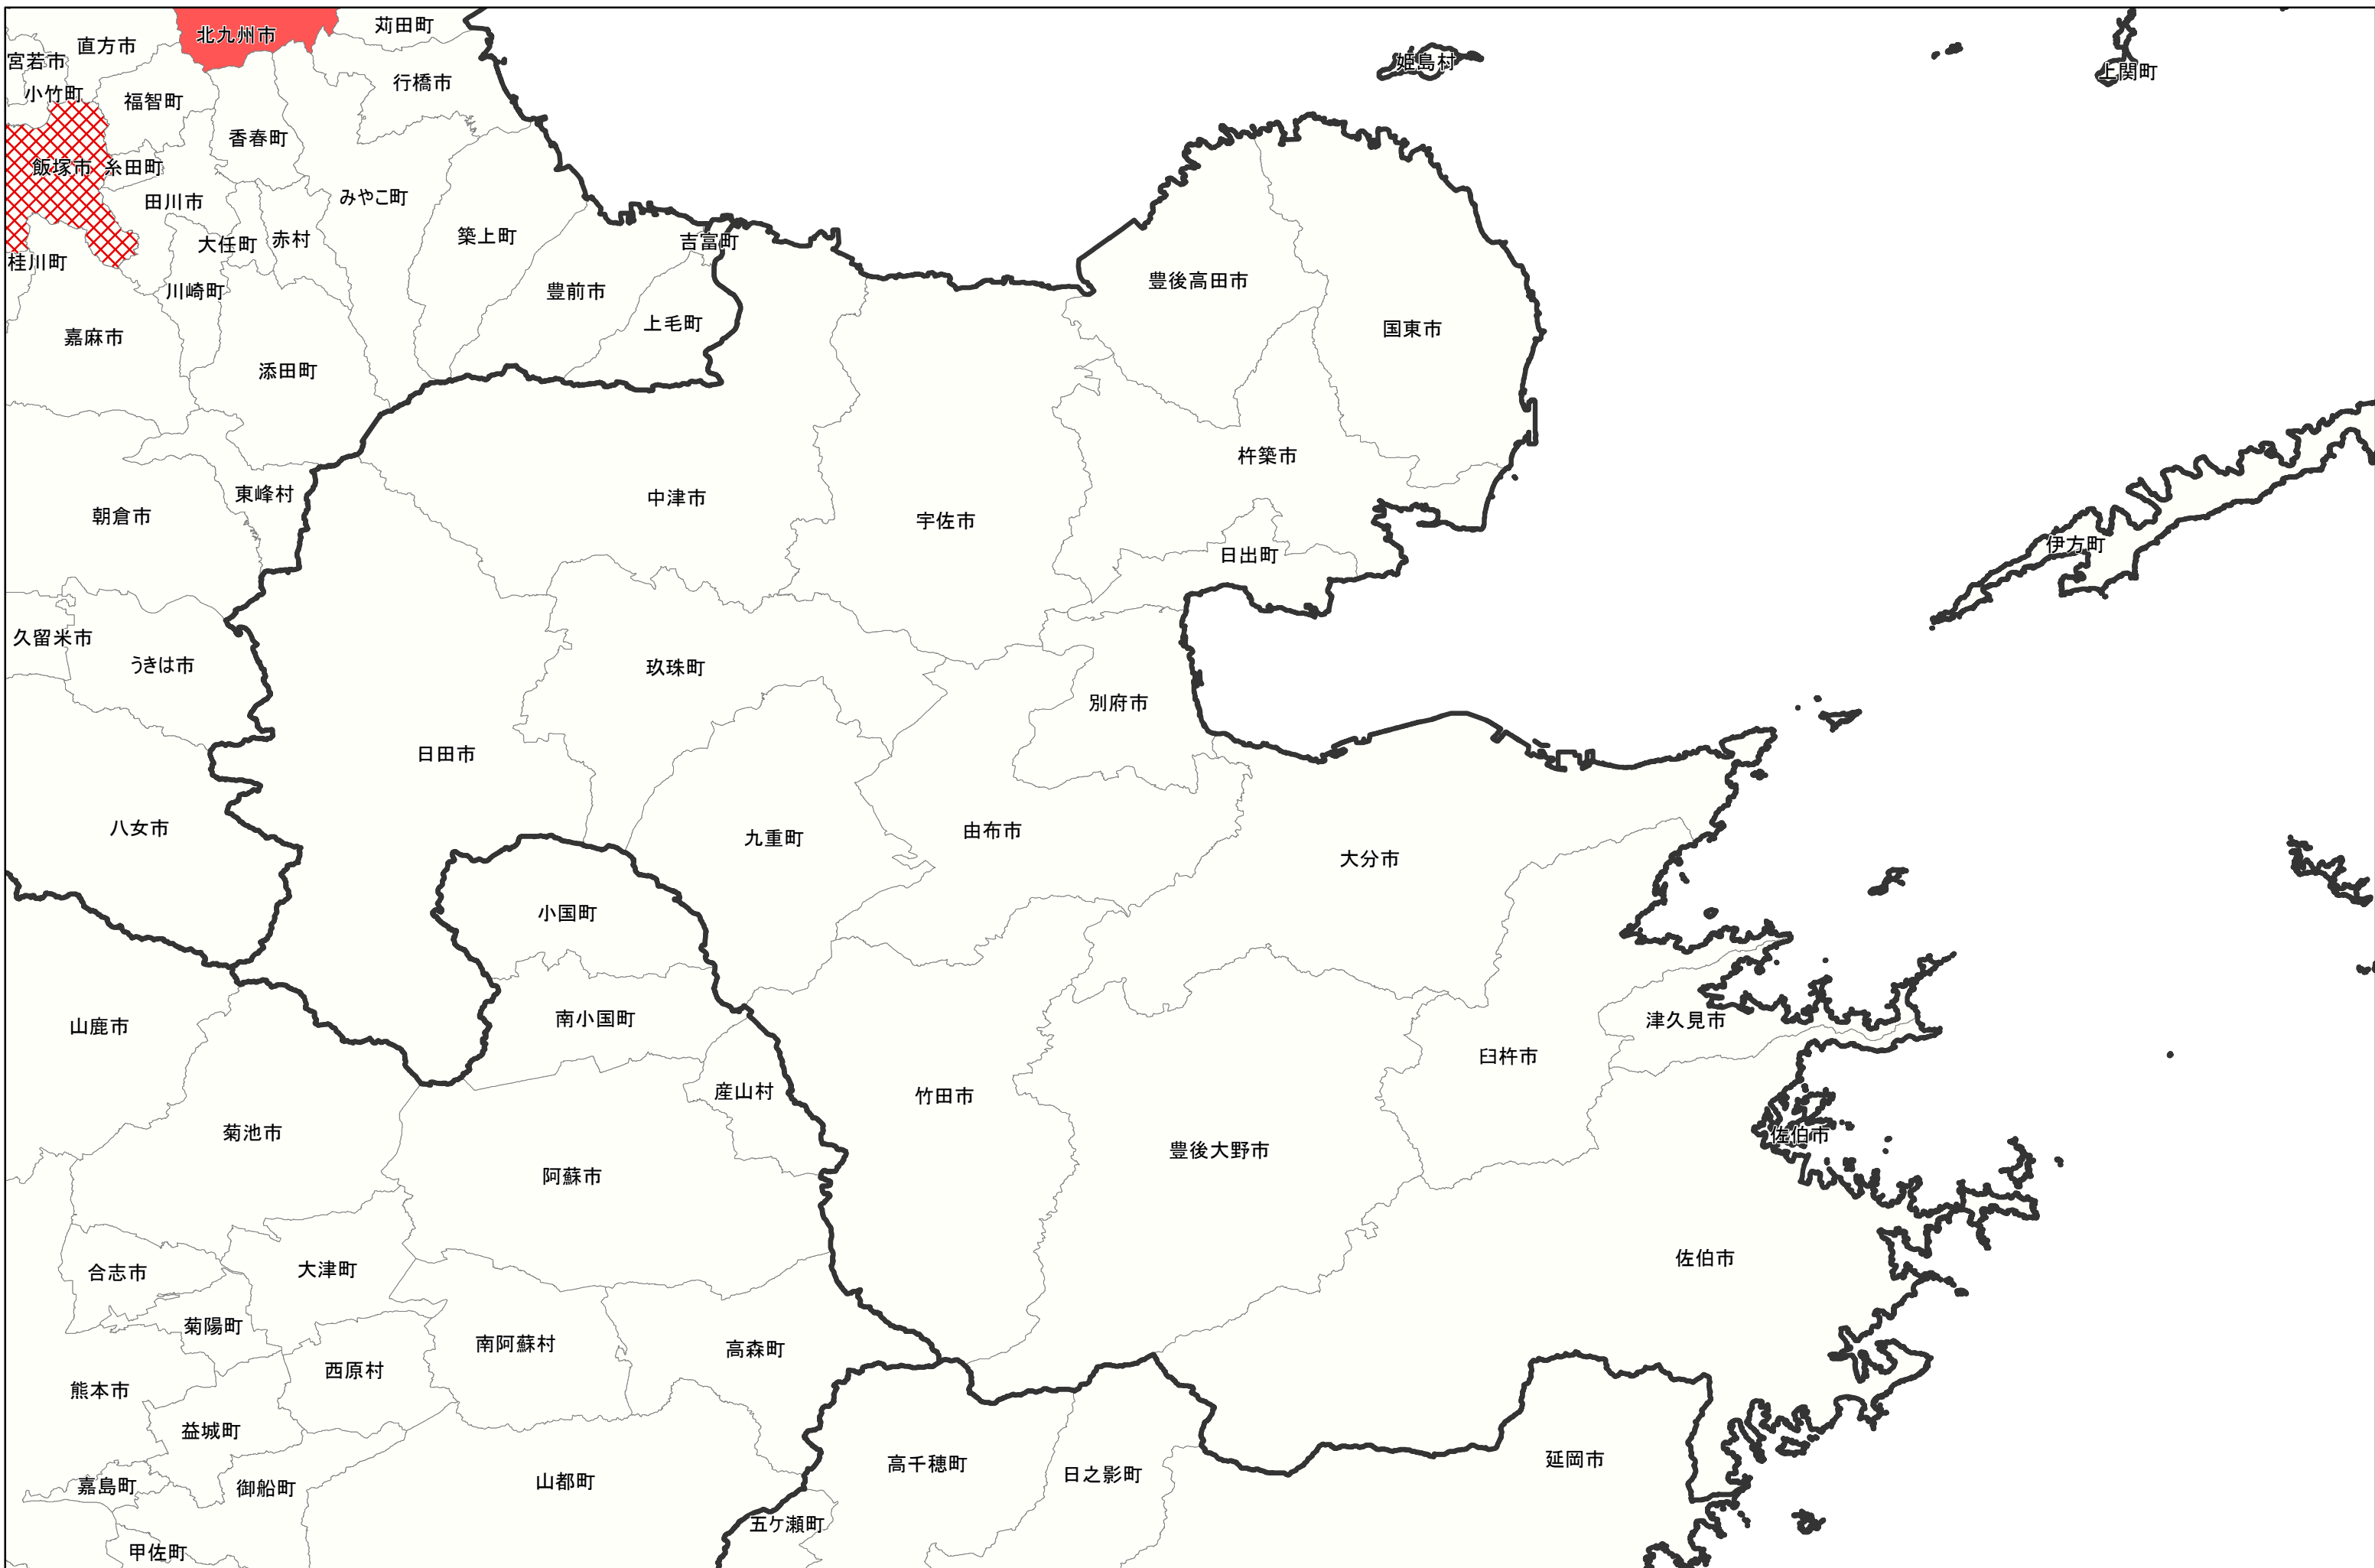 北九州市
苅田町
直方市
宮若市
姫島村
上関町
行橋市
小竹町
福智町
香春町
飯塚市
糸田町
みやこ町
田川市
築上町
大任町
赤村
吉富町
桂川町
豊後高田市
川崎町
豊前市
上毛町
国東市
嘉麻市
添田町
杵築市
東峰村
中津市
朝倉市
宇佐市
伊方町
日出町
久留米市
うきは市
玖珠町
別府市
日田市
八女市
由布市
九重町
大分市
小国町
南小国町
津久見市
山鹿市
臼杵市
産山村
竹田市
菊池市
佐伯市
豊後大野市
阿蘇市
佐伯市
大津町
合志市
菊陽町
南阿蘇村
高森町
西原村
熊本市
益城町
延岡市
高千穂町
日之影町
山都町
嘉島町
御船町
五ケ瀬町
甲佐町